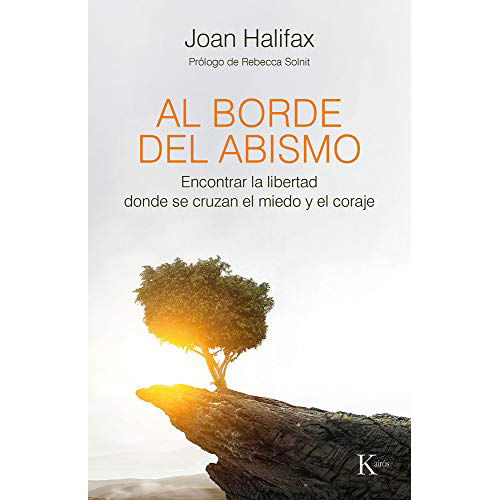 Joan Halifax
Prólogo de Rebecca Solnit
AL BORDE
DEL ABISMO
Encontrar la libertad
donde se cruzan el miedo y el coraje
Kairós